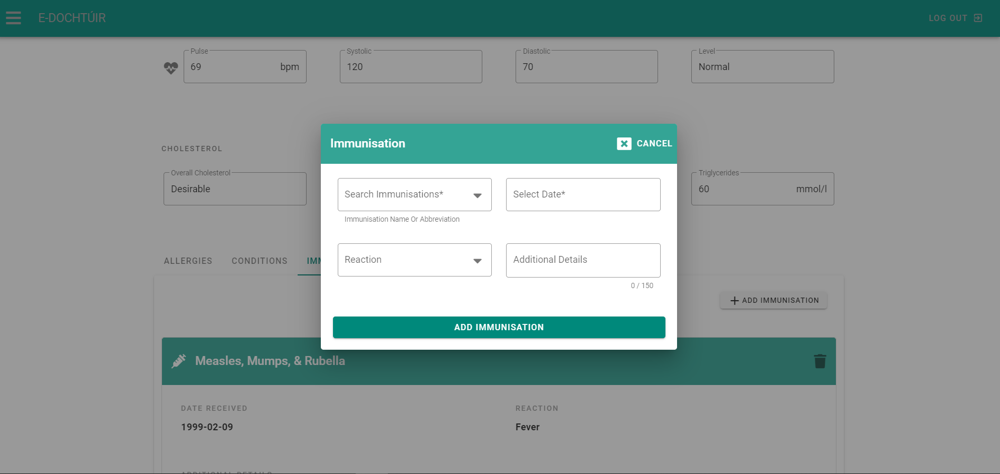 E-DOCHTÚIR
LOG OUT
Pulse
69 bpm
Systolic
120
Diastolic
70
Level
Normal
CHOLESTEROL
Overall Cholesterol
Desirable
Triglycerides
60 mmol/l
Immunisation
CANCEL
Search Immunisations*
Immunisation Name Or Abbreviation
Select Date*
Reaction
Additional Details
0 / 150
ADD IMMUNISATION
ALLERGIES
CONDITIONS
IMM
ADD IMMUNISATION
Measles, Mumps, & Rubella
DATE RECEIVED
1999-02-09
REACTION
Fever
ADDITIONAL DETAILS